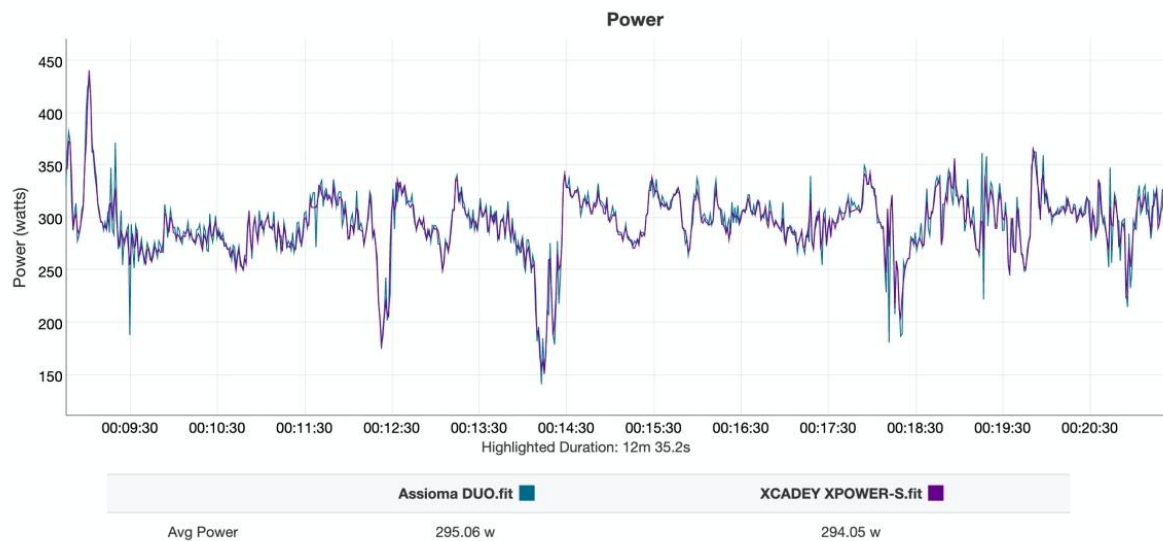 Power
450
400
350
300
250
200
150
Power (watts)
00:09:30 00:10:30 00:11:30 00:12:30 00:13:30 00:14:30 00:15:30 00:16:30 00:17:30 00:18:30 00:19:30 00:20:30
Highlighted Duration: 12m 35.2s
Assioma DUO.fit XCADEY XPOWER-S.fit
Avg Power 295.06 w 294.05 w